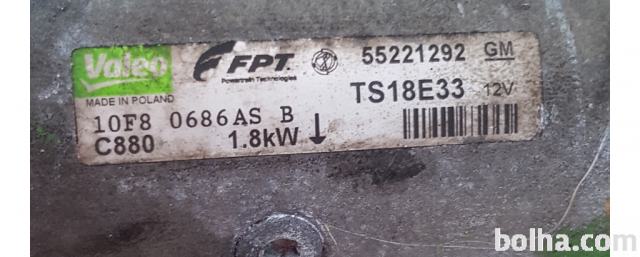 Valeo FPT 55221292 GM
Powertrain Technologies
MADE IN POLAND TS18E33 12V
10F8 0686AS B
C880 1.8kW ↓
bolha.com